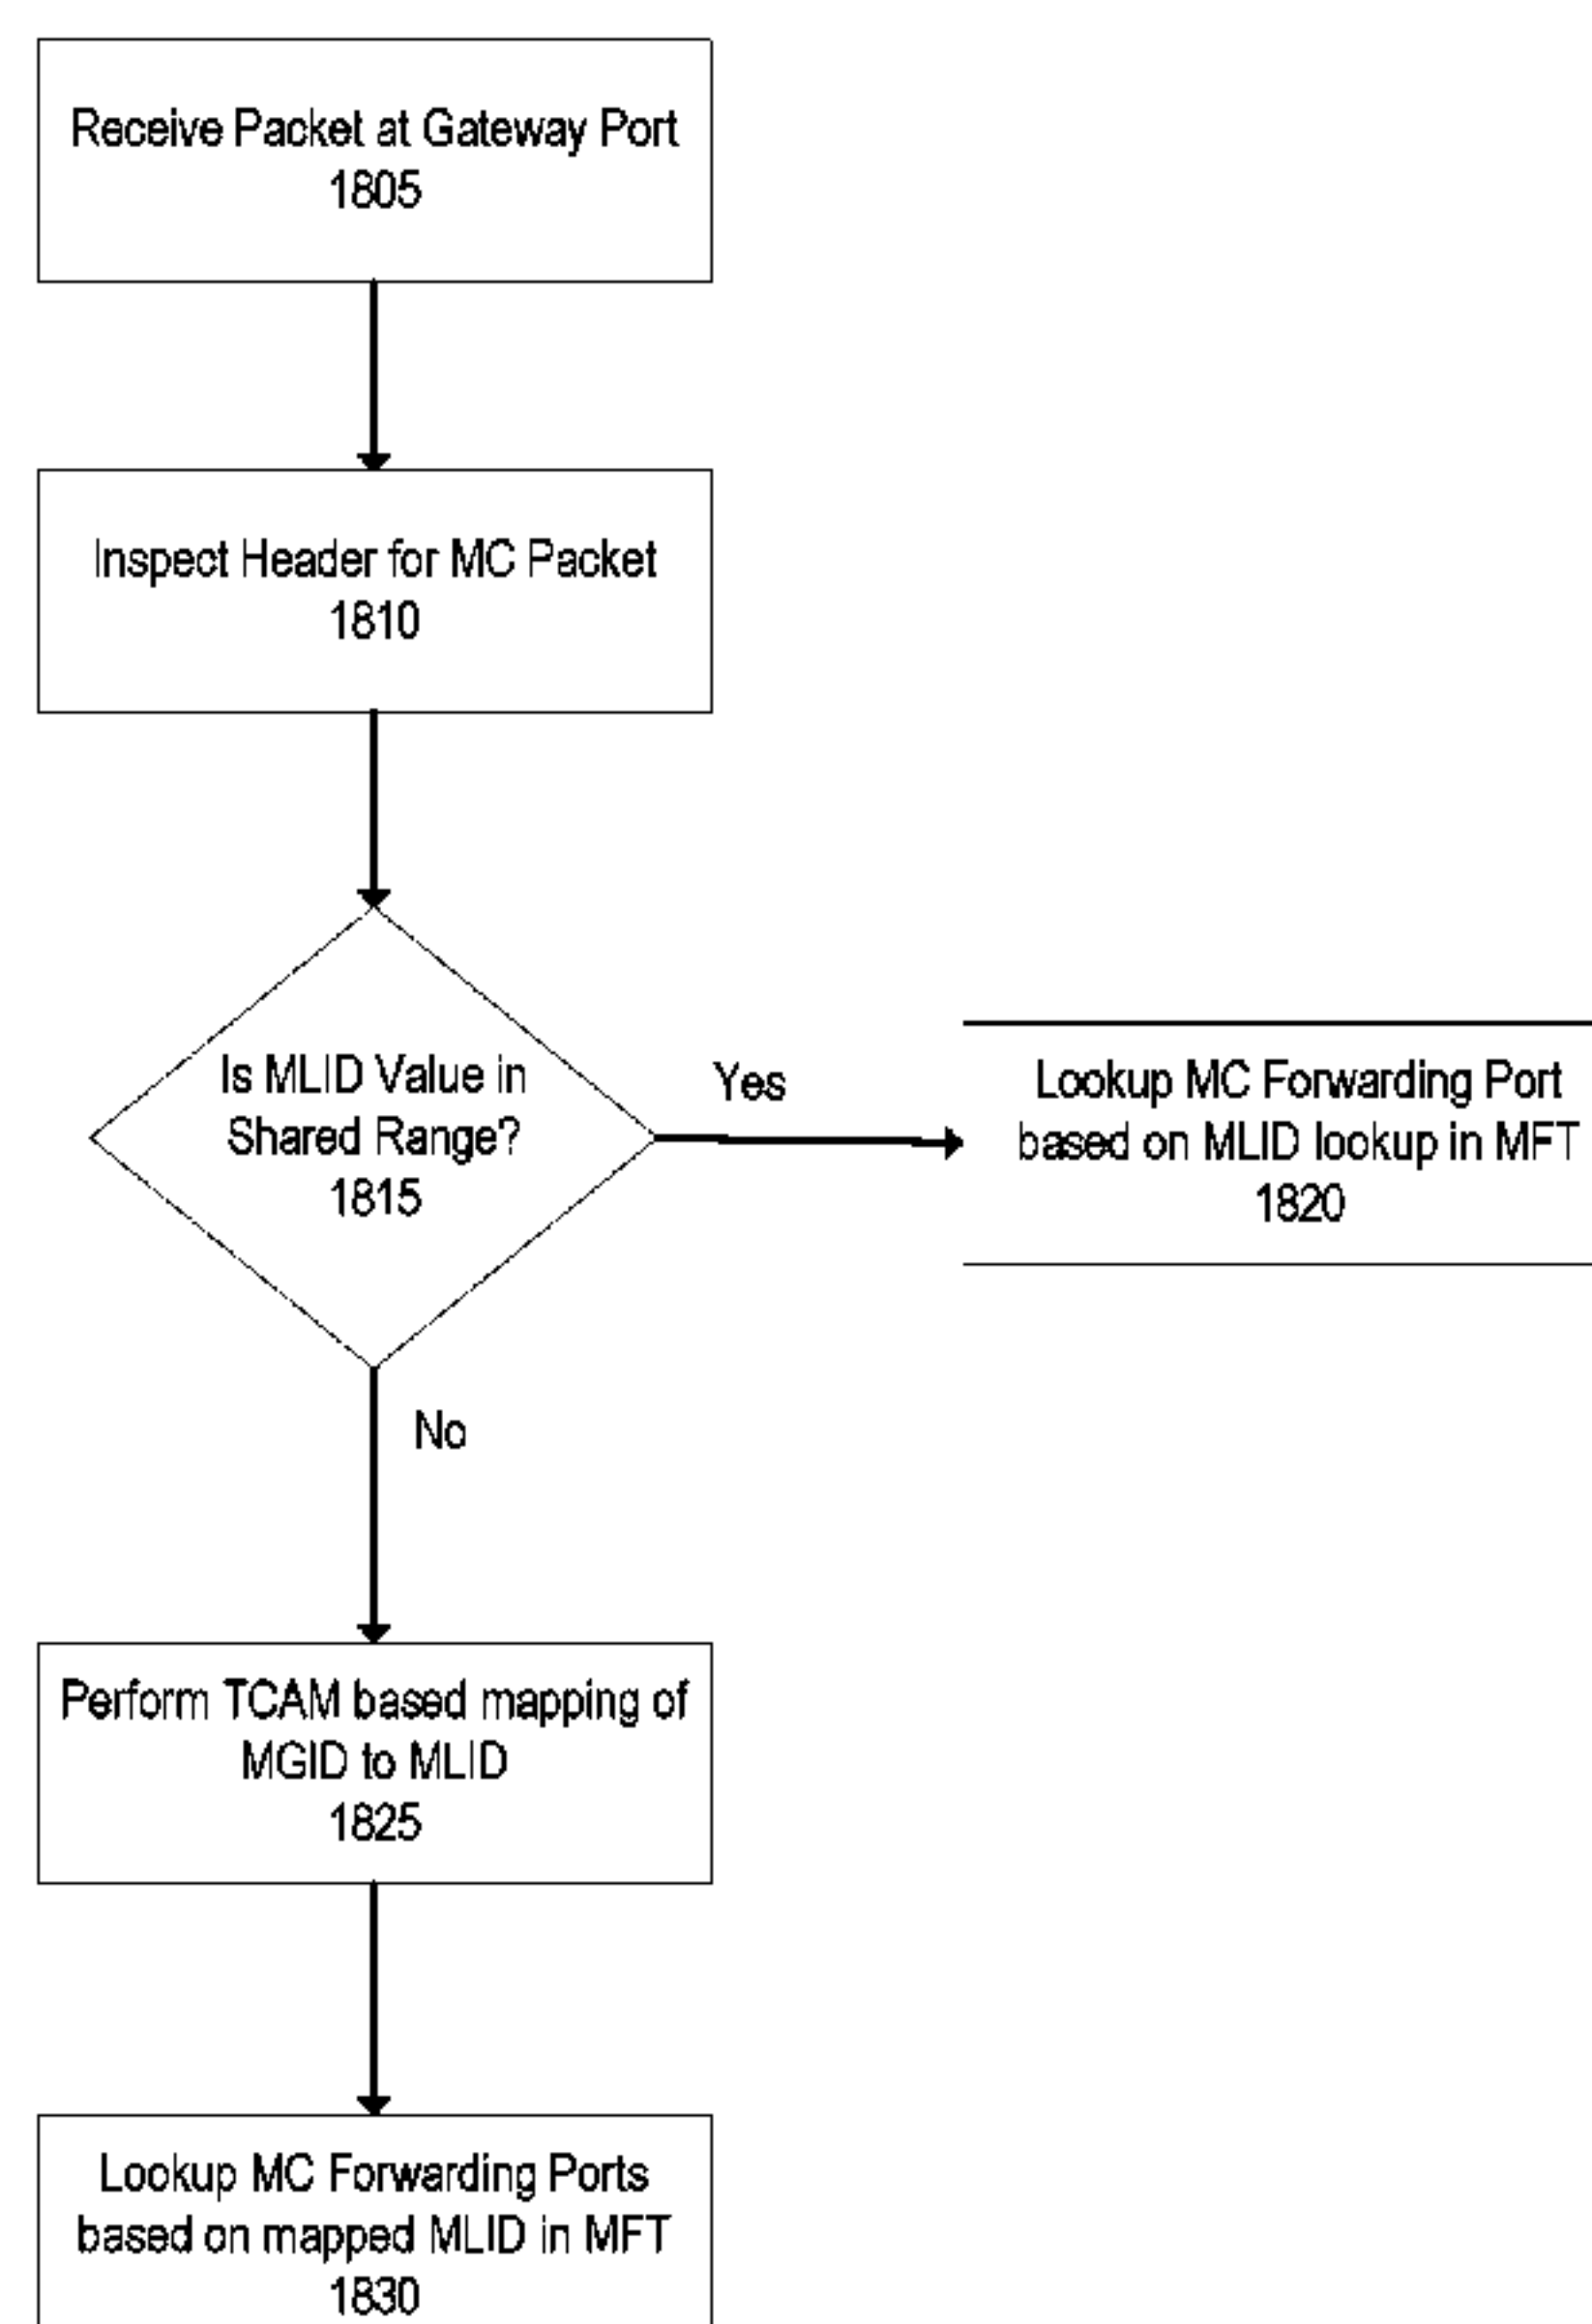 Receive Packet at Gateway Port
1805
Inspect Header for MC Packet
1810
Is MLID Value in
Shared Range?
1815
Yes
Lookup MC Forwarding Port
based on MLID lookup in MFT
1820
No
Perform TCAM based mapping of
MGID to MLID
1825
Lookup MC Forwarding Ports
based on mapped MLID in MFT
1830